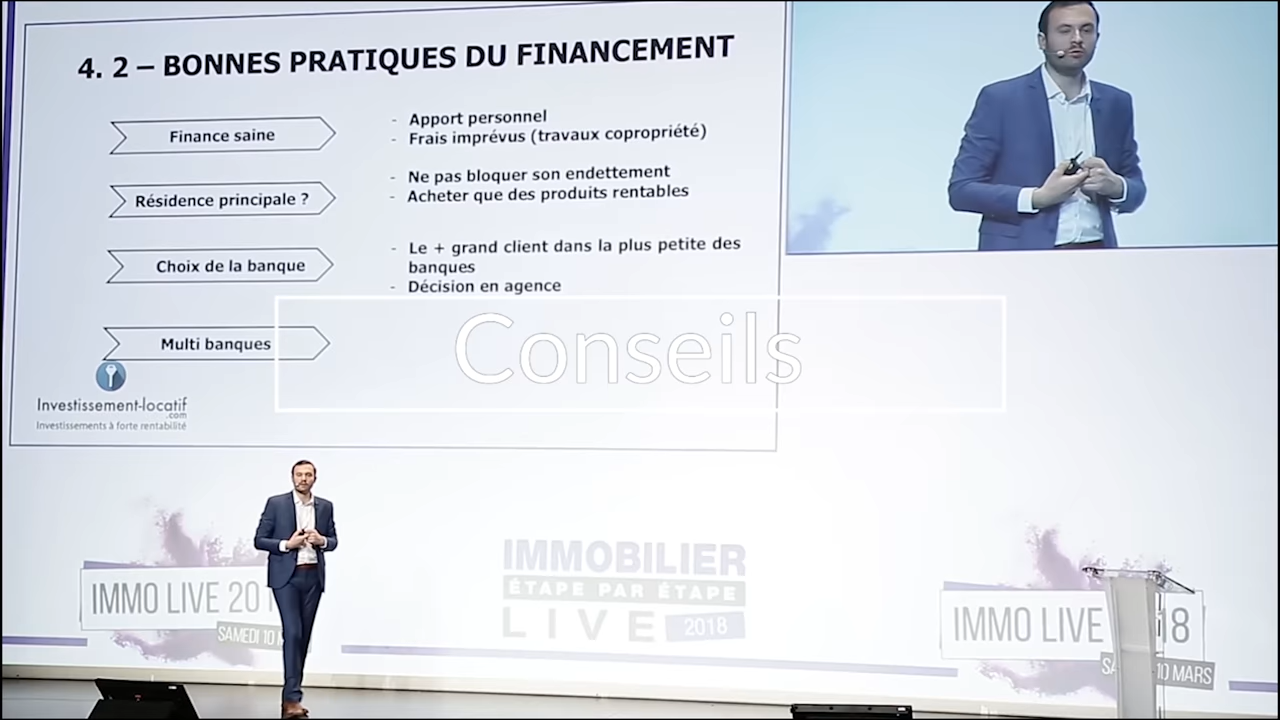 4. 2 – BONNES PRATIQUES DU FINANCEMENT
Finance saine
- Apport personnel
- Frais imprévus (travaux copropriété)
Résidence principale ?
- Ne pas bloquer son endettement
- Acheter que des produits rentables
Choix de la banque
- Le + grand client dans la plus petite des
banques
- Décision en agence
Multi banques
Conseils
Investissement-locatif
.com
Investissements à forte rentabilité
IMMO LIVE 201
SAMEDI 10
IMMOBILIER
ÉTAPE PAR ÉTAPE
LIVE 2018
IMMO LIVE 18
10 MARS